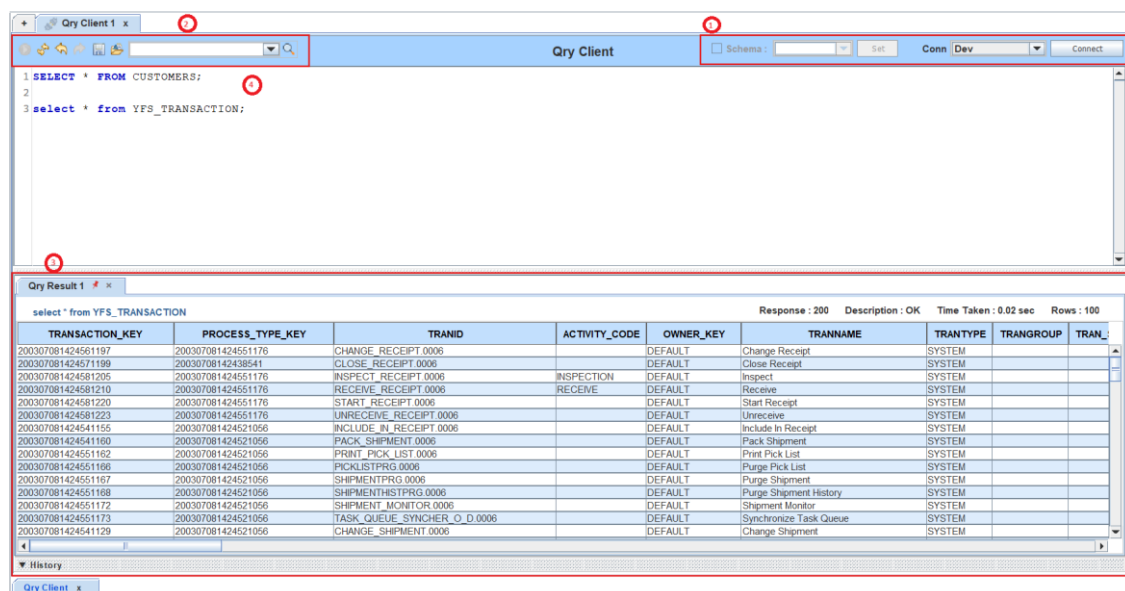 + Qry Client 1 x 2 1
Qry Client Schema : Set Conn Dev Connect
1 SELECT * FROM CUSTOMERS;
4
2
3 select * from YFS_TRANSACTION;
3
Qry Result 1 x
select * from YFS_TRANSACTION Response : 200 Description : OK Time Taken : 0.02 sec Rows : 100
TRANSACTION_KEY PROCESS_TYPE_KEY TRANID ACTIVITY_CODE OWNER_KEY TRANNAME TRANTYPE TRANGROUP
200307081424561197 200307081424551176 CHANGE_RECEIPT.0006 DEFAULT Change Receipt SYSTEM
200307081424571199 20030708142438541 CLOSE_RECEIPT.0006 DEFAULT Close Receipt SYSTEM
200307081424581205 200307081424551176 INSPECT_RECEIPT.0006 INSPECTION DEFAULT Inspect SYSTEM
200307081424581210 200307081424551176 RECEIVE_RECEIPT.0006 RECEIVE DEFAULT Receive SYSTEM
200307081424581220 200307081424551176 START_RECEIPT.0006 DEFAULT Start Receipt SYSTEM
200307081424581223 200307081424551176 UNRECEIVE_RECEIPT.0006 DEFAULT Unreceive SYSTEM
200307081424541155 200307081424521056 INCLUDE_IN_RECEIPT.0006 DEFAULT Include In Receipt SYSTEM
200307081424541160 200307081424521056 PACK_SHIPMENT.0006 DEFAULT Pack Shipment SYSTEM
200307081424551162 200307081424521056 PRINT_PICK_LIST.0006 DEFAULT Print Pick List SYSTEM
200307081424551166 200307081424521056 PICKLISTPRG.0006 DEFAULT Purge Pick List SYSTEM
200307081424551167 200307081424521056 SHIPMENTPRG.0006 DEFAULT Purge Shipment SYSTEM
200307081424551168 200307081424521056 SHIPMENTHISTPRG.0006 DEFAULT Purge Shipment History SYSTEM
200307081424551172 200307081424521056 SHIPMENT_MONITOR.0006 DEFAULT Shipment Monitor SYSTEM
200307081424551173 200307081424521056 TASK_QUEUE_SYNCHER_O_D.0006 DEFAULT Synchronize Task Queue SYSTEM
200307081424541129 200307081424521056 CHANGE_SHIPMENT.0006 DEFAULT Change Shipment SYSTEM
History
Qry Client x